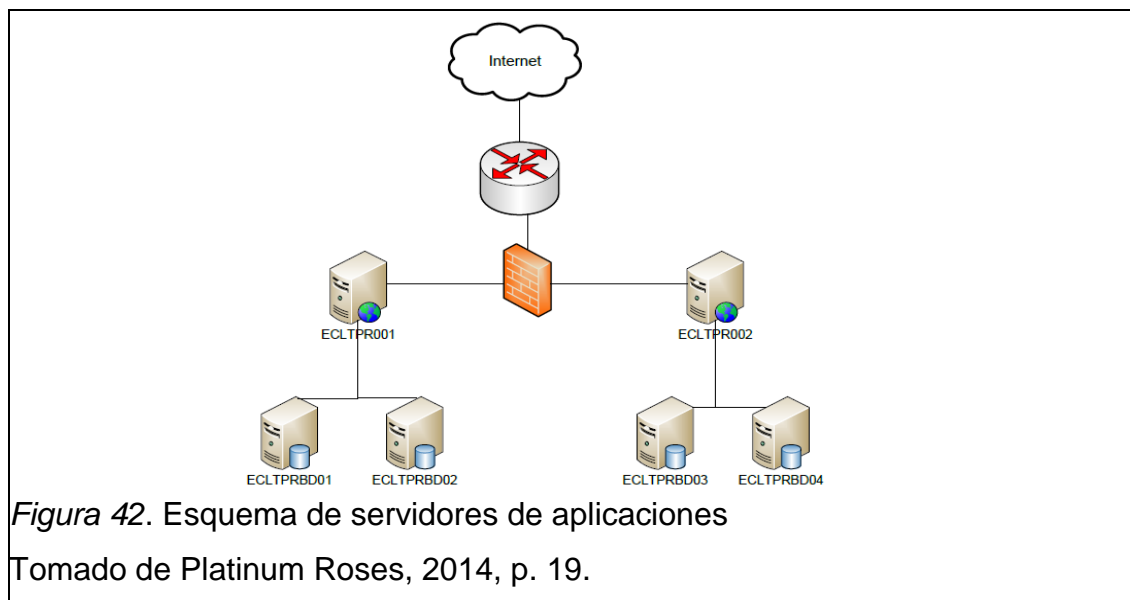 Internet
ECLTPR001
ECLTPR002
ECLTPRBD01
ECLTPRBD02
ECLTPRBD03
ECLTPRBD04
Figura 42. Esquema de servidores de aplicaciones
Tomado de Platinum Roses, 2014, p. 19.